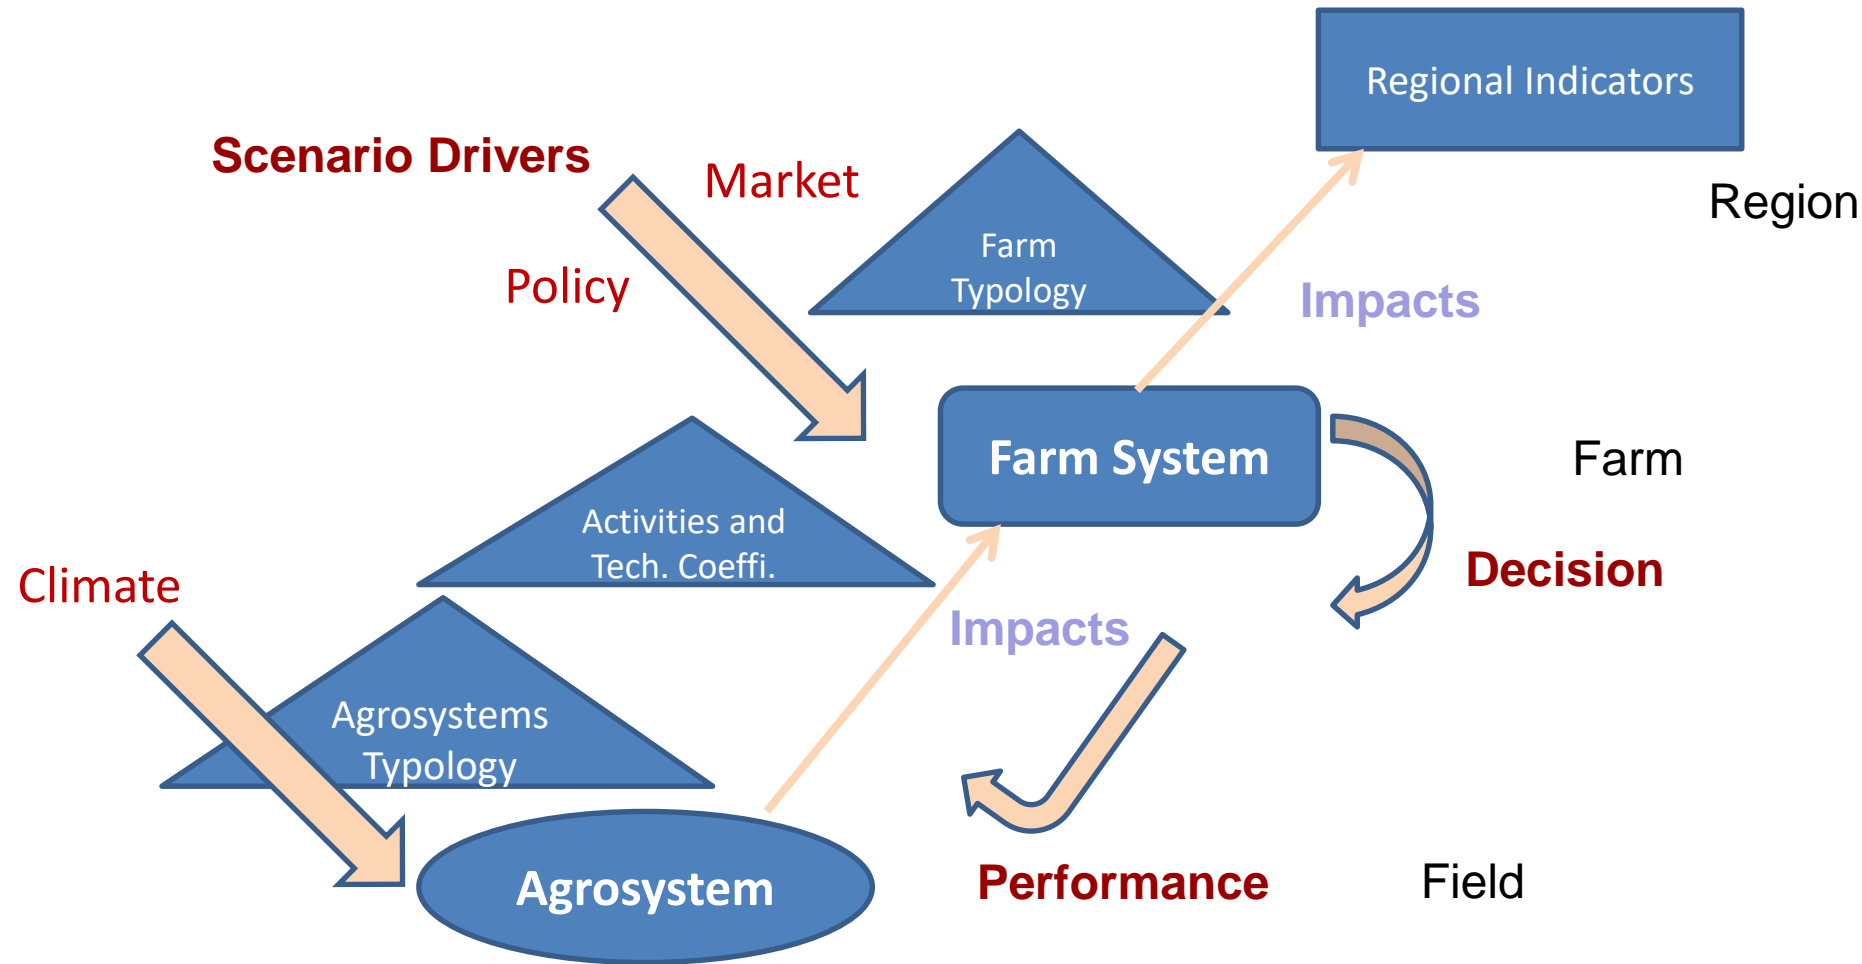 Regional Indicators
Scenario Drivers
Market
Region
Farm
Typology
Policy
Impacts
Farm System
Farm
Activities and
Tech. Coeffi.
Climate
Decision
Impacts
Agrosystems
Typology
Agrosystem
Performance
Field